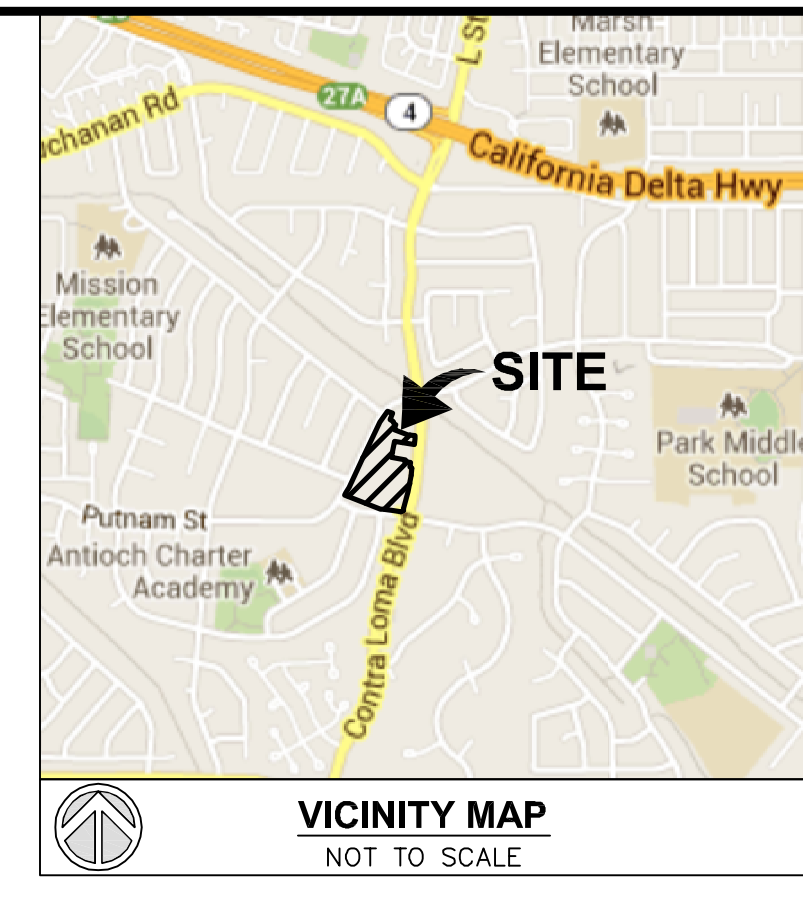 L St
Marsh
Elementary
School
27A
4
uchanan Rd
California Delta Hwy
Mission
Elementary
School
SITE
Park Middle
School
Putnam St
Antioch Charter
Academy
Contra Loma Blvd
VICINITY MAP
NOT TO SCALE